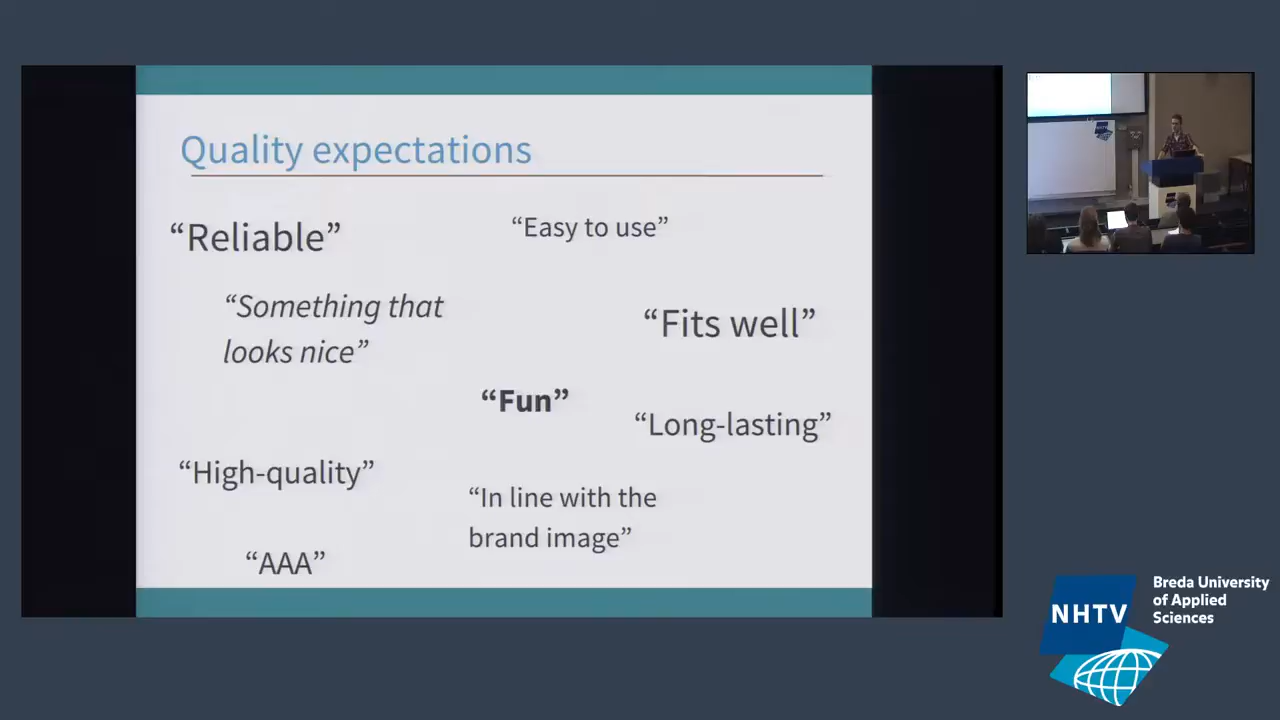 Quality expectations
“Reliable”
“Easy to use”
“Something that
looks nice”
“Fits well”
“Fun”
“Long-lasting”
“High-quality”
“In line with the
brand image”
“AAA”
NHTV
Breda University
of Applied
Sciences